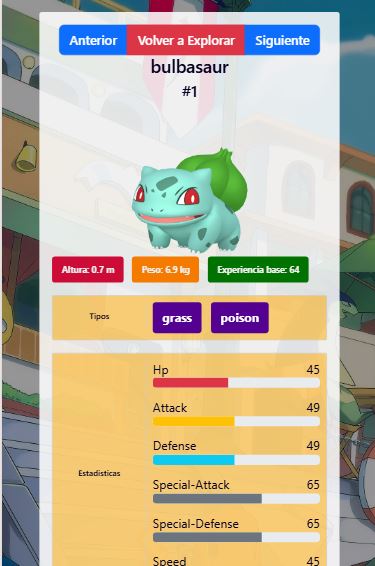 Anterior Volver a Explorar Siguiente
bulbasaur
#1
Altura: 0.7 m Peso: 6.9 kg Experiencia base: 64
Tipos grass poison
Hp 45
Attack 49
Defense 49
Estadísticas
Special-Attack 65
Special-Defense 65
Speed 45